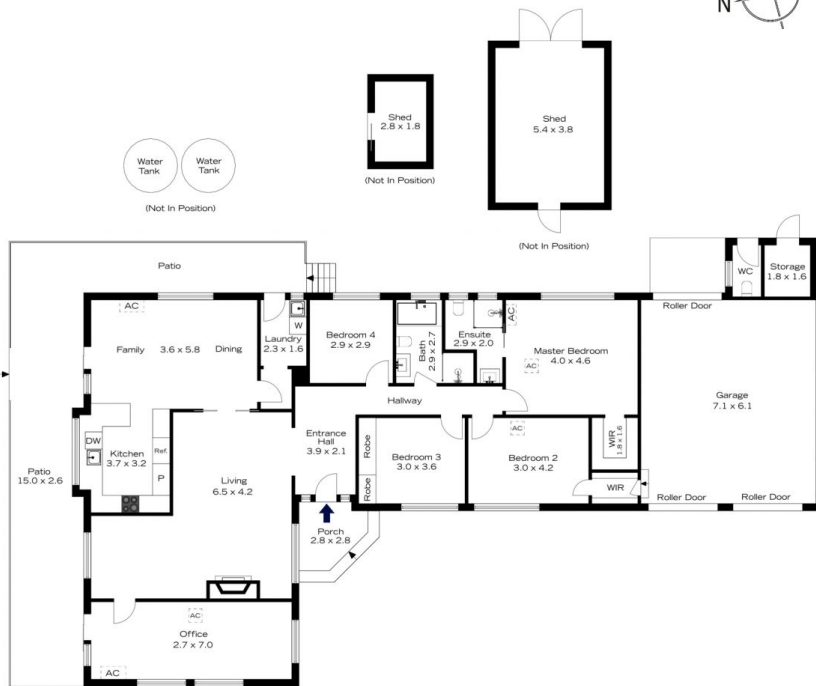 N
Shed
2.8 x 1.8
(Not In Position)
Shed
5.4 x 3.8
(Not In Position)
Water
Tank
Water
Tank
(Not In Position)
Patio
AC
Family
3.6 x 5.8
Dining
Laundry
2.3 x 1.6
W
Bedroom 4
2.9 x 2.9
Bath
2.9 x 2.7
Ensuite
2.9 x 2.0
AC
AC
Master Bedroom
4.0 x 4.6
Roller Door
WC
Storage
1.8 x 1.6
Garage
7.1 x 6.1
Roller Door
Roller Door
Hallway
WIR
1.8 x 1.6
WIR
AC
Bedroom 2
3.0 x 4.2
Robe
Robe
Bedroom 3
3.0 x 3.6
Entrance
Hall
3.9 x 2.1
Porch
2.8 x 2.8
DW
Kitchen
3.7 x 3.2
Ref.
P
Living
6.5 x 4.2
Patio
15.0 x 2.6
AC
Office
2.7 x 7.0
AC